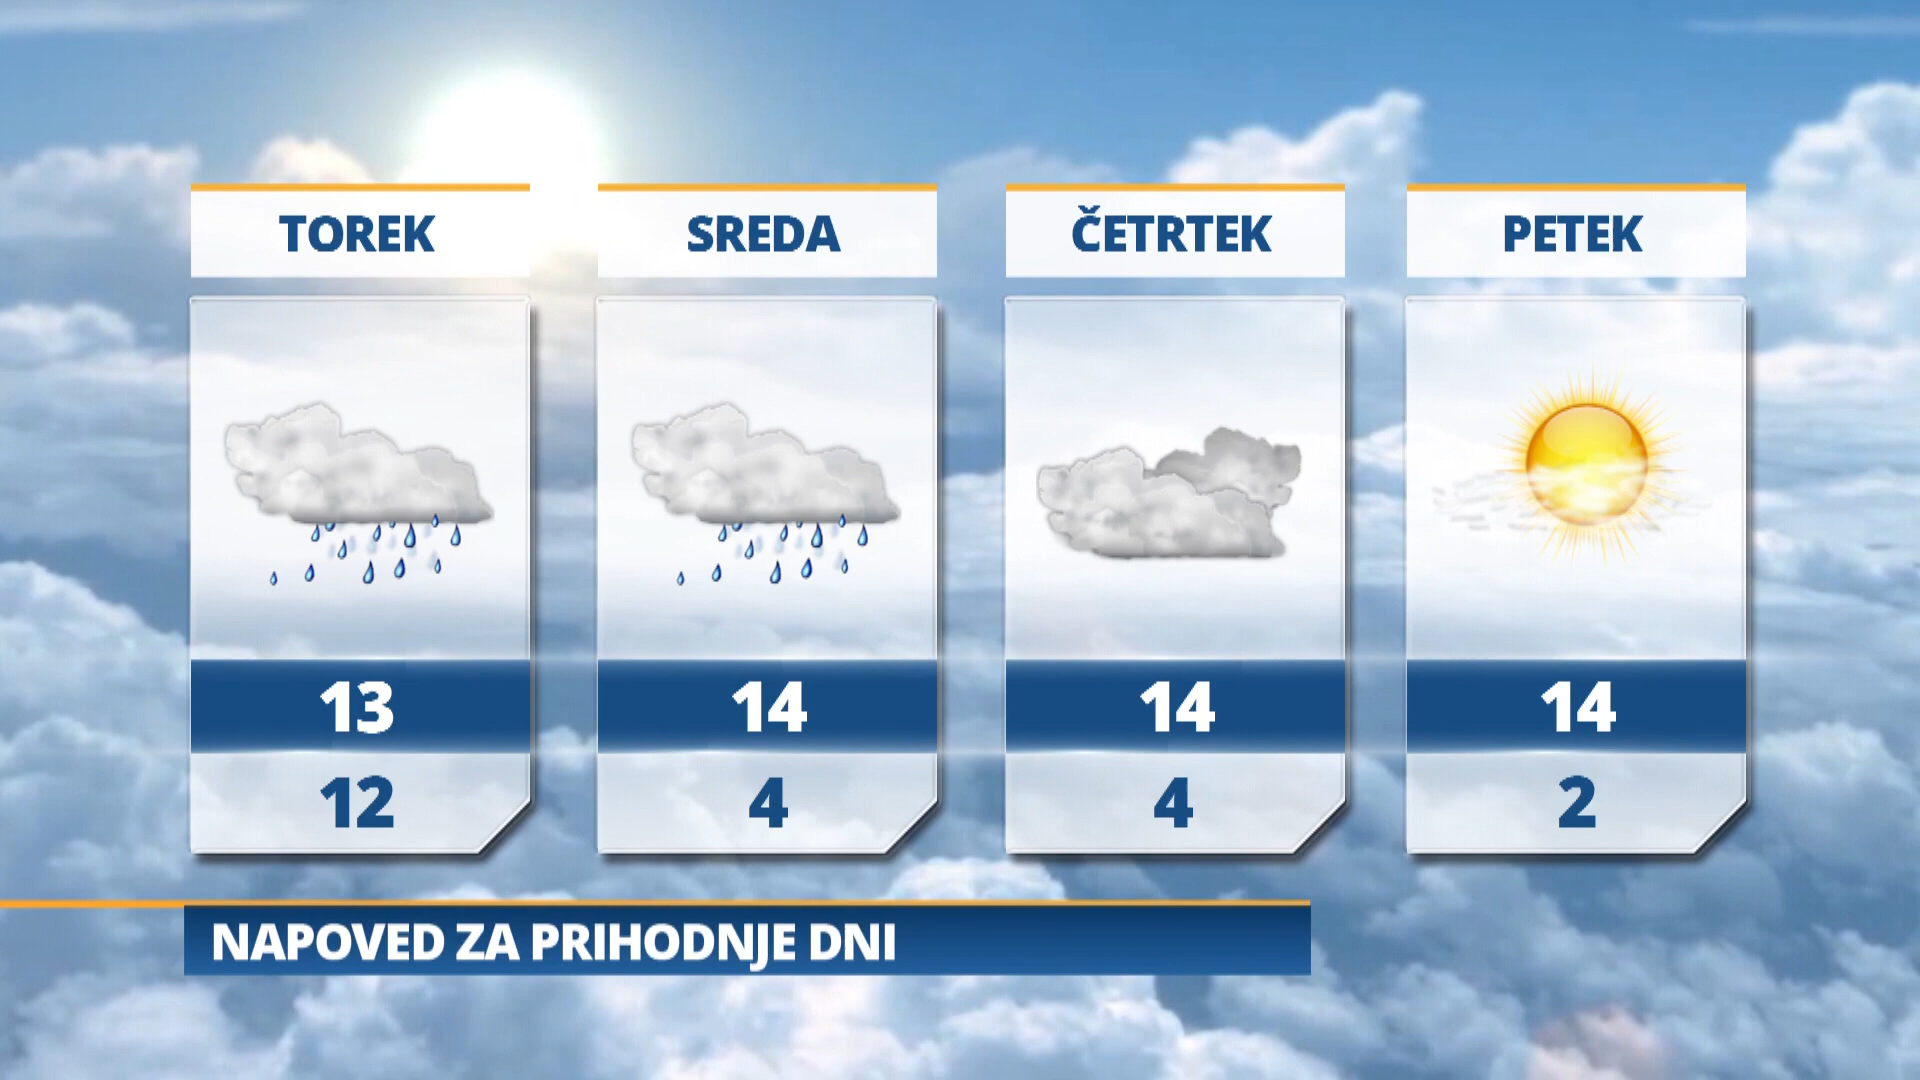 TOREK
SREDA
ČETRTEK
PETEK
13
14
14
14
12
4
4
2
NAPOVED ZA PRIHODNJE DNI